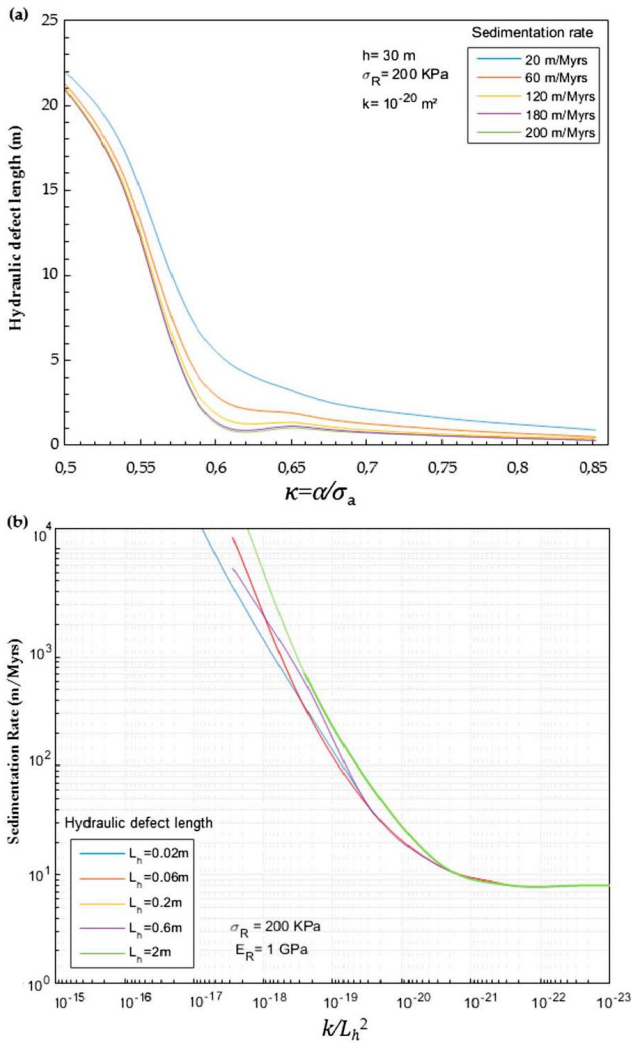 (a)
Hydraulic defect length (m)
25
20
15
10
5
0
h= 30 m
σR= 200 KPa
k= 10⁻²⁰ m²
Sedimentation rate
20 m/Myrs
60 m/Myrs
120 m/Myrs
180 m/Myrs
200 m/Myrs
0,5 0,55 0,6 0,65 0,7 0,75 0,8 0,85
κ=α/σa
(b)
Sedimentation Rate (m/Myrs)
10⁴
10³
10²
10¹
10⁰
Hydraulic defect length
Lh=0.02m
Lh=0.06m
Lh=0.2m
Lh=0.6m
Lh=2m
σR = 200 KPa
ER= 1 GPa
10⁻¹⁵ 10⁻¹⁶ 10⁻¹⁷ 10⁻¹⁸ 10⁻¹⁹ 10⁻²⁰ 10⁻²¹ 10⁻²² 10⁻²³
k/Lh²